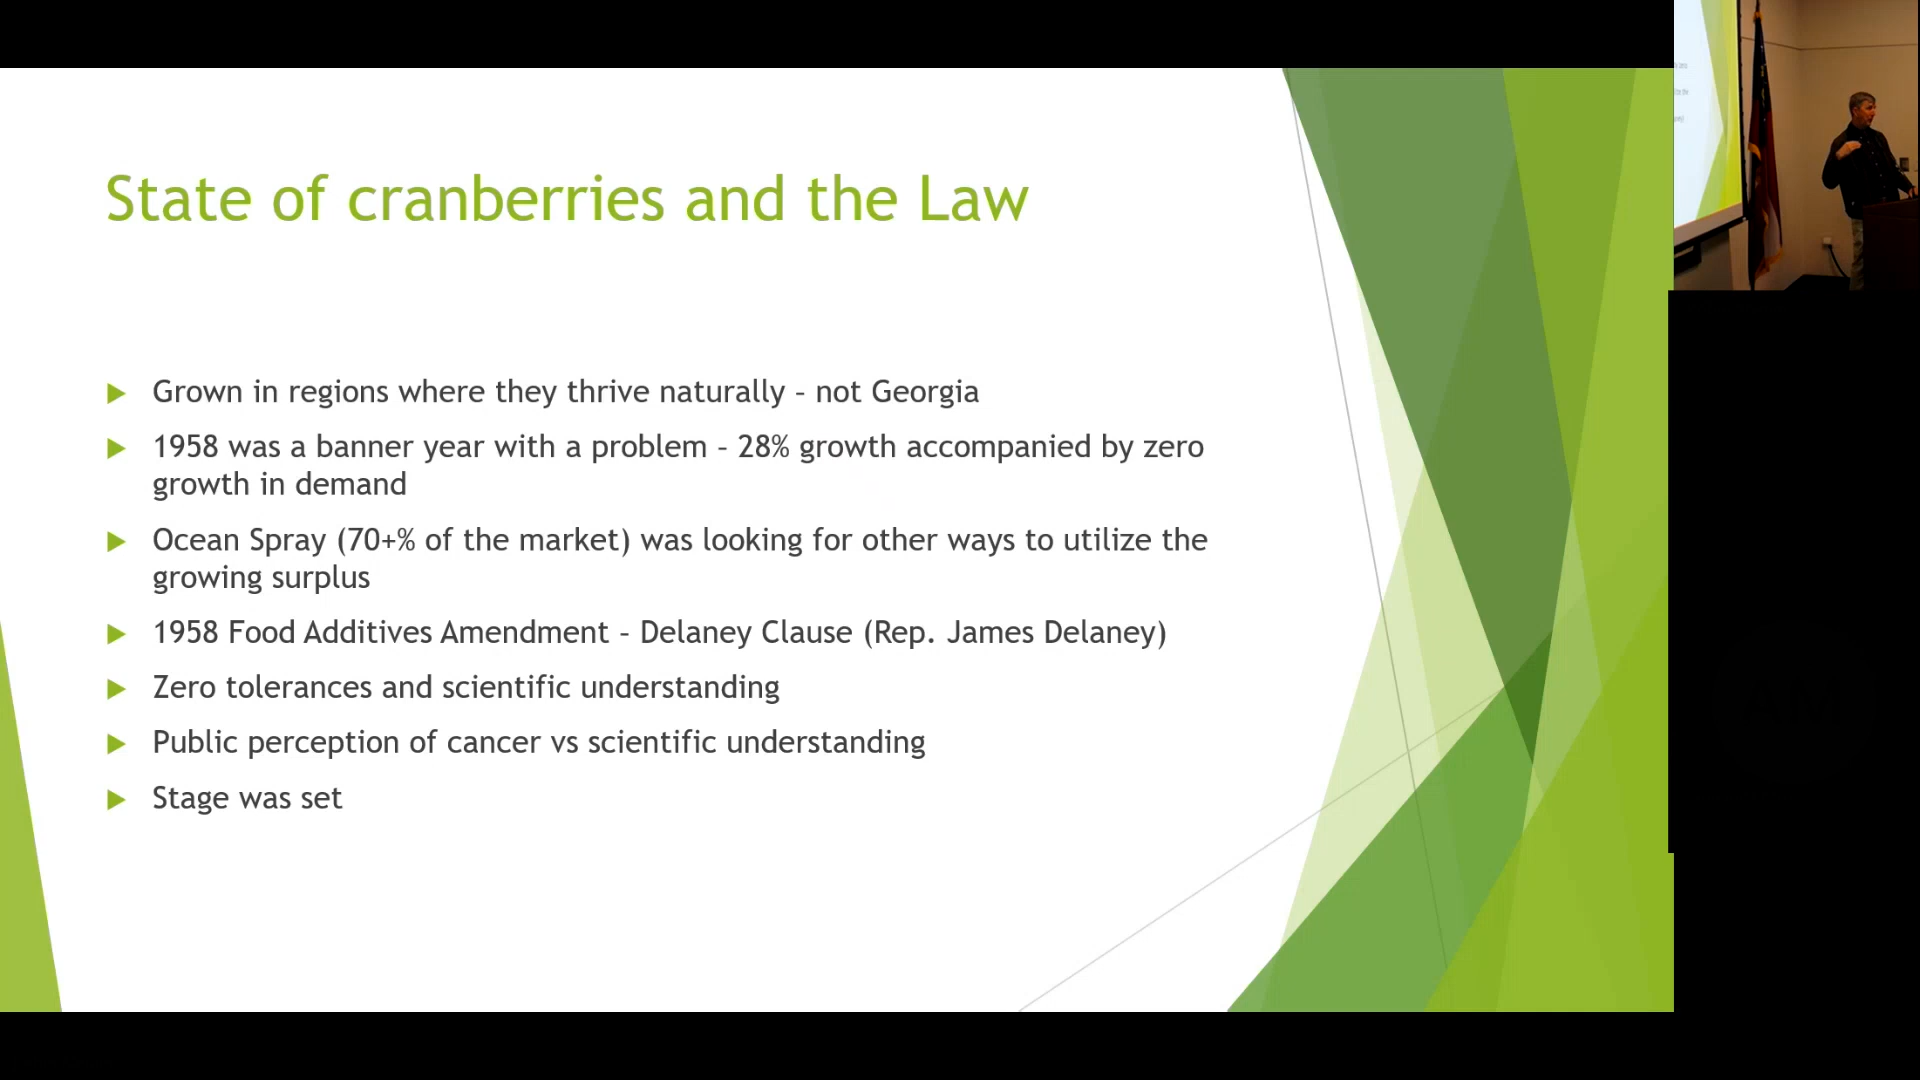 State of cranberries and the Law
Grown in regions where they thrive naturally – not Georgia
1958 was a banner year with a problem – 28% growth accompanied by zero
growth in demand
Ocean Spray (70+% of the market) was looking for other ways to utilize the
growing surplus
1958 Food Additives Amendment – Delaney Clause (Rep. James Delaney)
Zero tolerances and scientific understanding
Public perception of cancer vs scientific understanding
Stage was set